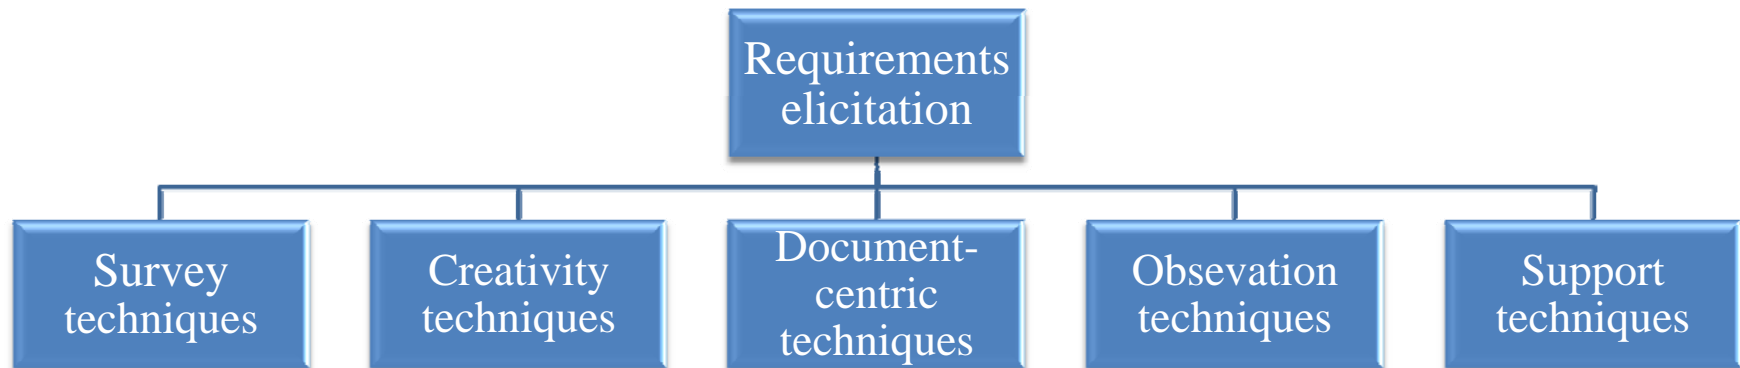 Requirements
elicitation
Survey
techniques
Creativity
techniques
Document-
centric
techniques
Obsevation
techniques
Support
techniques